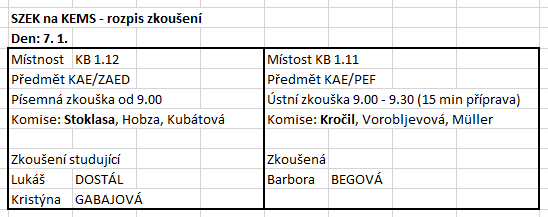 SZEK na KEMS - rozpis zkoušení
Den: 7. 1.
Místnost KB 1.12
Předmět KAE/ZAED
Písemná zkouška od 9.00
Komise: Stoklasa, Hobza, Kubátová
Zkoušení studující
Lukáš DOSTÁL
Kristýna GABAJOVÁ
Místost KB 1.11
Předmět KAE/PEF
Ústní zkouška 9.00 - 9.30 (15 min příprava)
Komise: Kročil, Vorobljevová, Müller
Zkoušená
Barbora BEGOVÁ